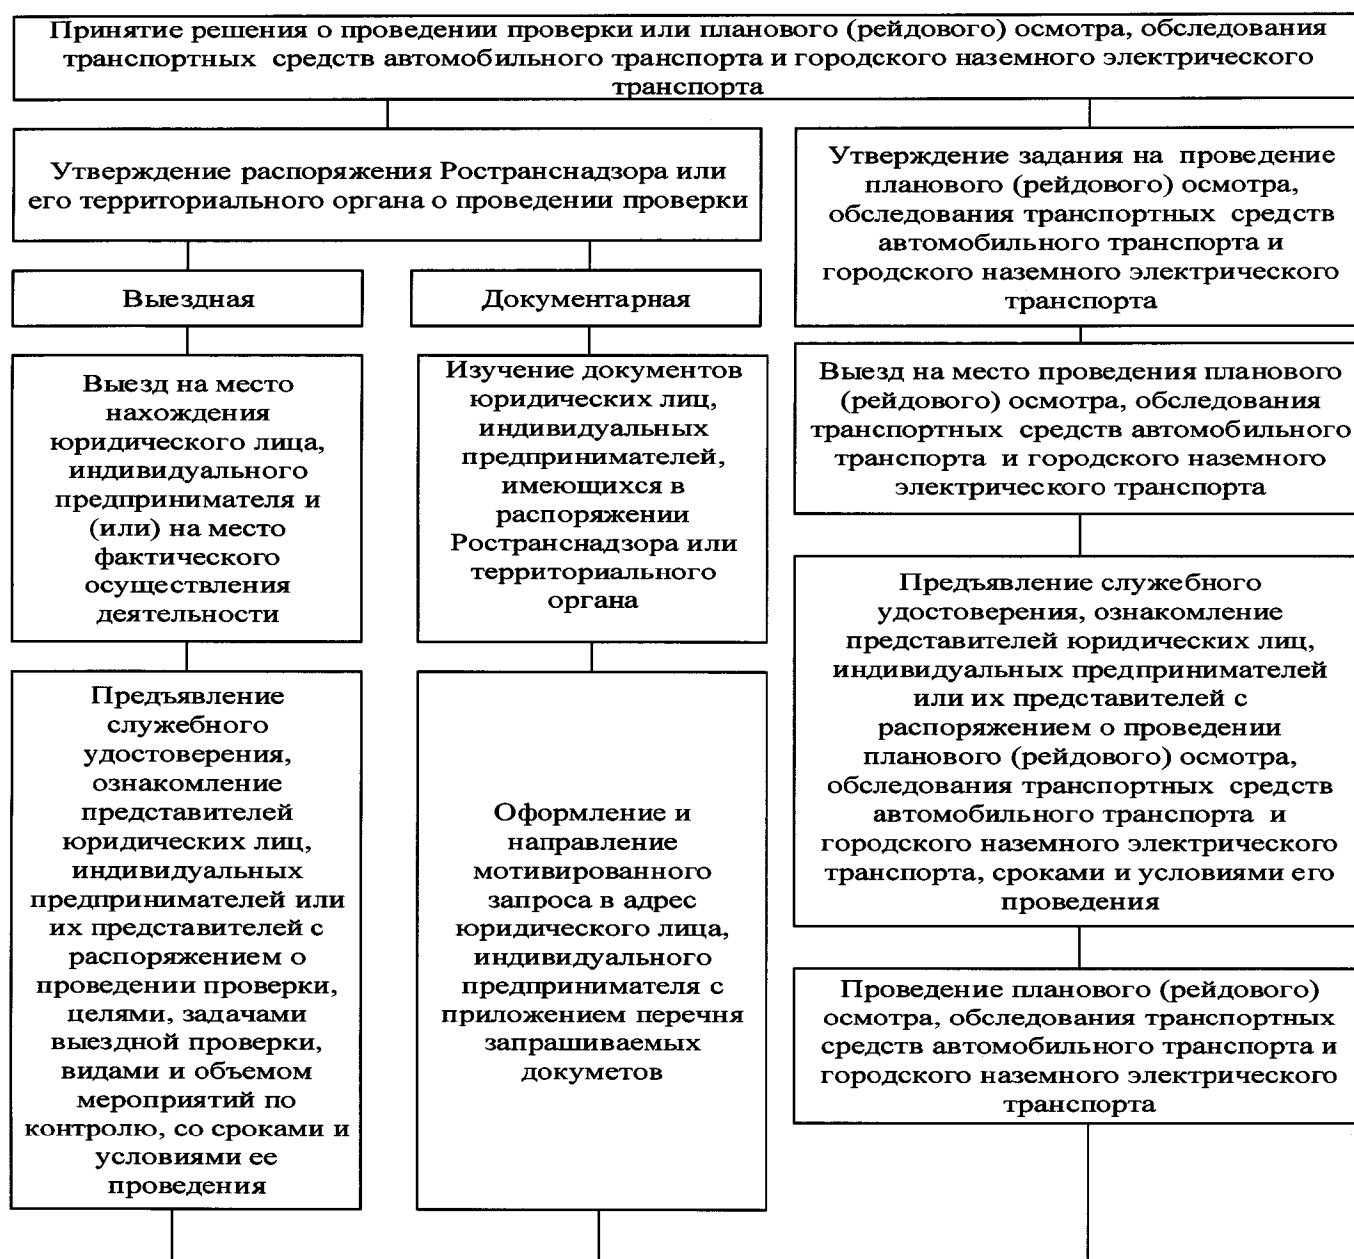 Принятие решения о проведении проверки или планового (рейдового) осмотра, обследования
транспортных средств автомобильного транспорта и городского наземного электрического
транспорта
Утверждение распоряжения Ространснадзора или
его территориального органа о проведении проверки
Выездная
Выезд на место
нахождения
юридического лица,
индивидуального
предпринимателя и
(или) на место
фактического
осуществления
деятельности
Предъявление
служебного
удостоверения,
ознакомление
представителей
юридических лиц,
индивидуальных
предпринимателей или
их представителей с
распоряжением о
проведении проверки,
целями, задачами
выездной проверки,
видами и объемом
мероприятий по
контролю, со сроками и
условиями ее
проведения
Документарная
Изучение документов
юридических лиц,
индивидуальных
предпринимателей,
имеющихся в
распоряжении
Ространснадзора или
территориального
органа
Оформление и
направление
мотивированного
запроса в адрес
юридического лица,
индивидуального
предпринимателя с
приложением перечня
запрашиваемых
докуметов
Утверждение задания на проведение
планового (рейдового) осмотра,
обследования транспортных средств
автомобильного транспорта и
городского наземного электрического
транспорта
Выезд на место проведения планового
(рейдового) осмотра, обследования
транспортных средств автомобильного
транспорта и городского наземного
электрического транспорта
Предъявление служебного
удостоверения, ознакомление
представителей юридических лиц,
индивидуальных предпринимателей
или их представителей с
распоряжением о проведении
планового (рейдового) осмотра,
обследования транспортных средств
автомобильного транспорта и
городского наземного электрического
транспорта, сроками и условиями его
проведения
Проведение планового (рейдового)
осмотра, обследования транспортных
средств автомобильного транспорта и
городского наземного электрического
транспорта